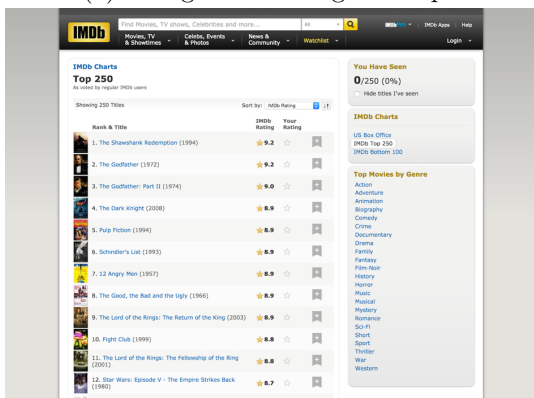 IMDb
Find Movies, TV shows, Celebrities and more...
All
IMDb Apps
Help
Movies, TV
& Showtimes
Celebs, Events
& Photos
News &
Community
Watchlist
Login
IMDb Charts
Top 250
As voted by regular IMDb users
Showing 250 Titles
Sort by: IMDb Rating
Rank & Title
IMDb
Rating
Your
Rating
1. The Shawshank Redemption (1994) 9.2
2. The Godfather (1972) 9.2
3. The Godfather: Part II (1974) 9.0
4. The Dark Knight (2008) 8.9
5. Pulp Fiction (1994) 8.9
6. Schindler's List (1993) 8.9
7. 12 Angry Men (1957) 8.9
8. The Good, the Bad and the Ugly (1966) 8.9
9. The Lord of the Rings: The Return of the King (2003) 8.9
10. Fight Club (1999) 8.8
11. The Lord of the Rings: The Fellowship of the Ring
(2001) 8.8
12. Star Wars: Episode V - The Empire Strikes Back
(1980) 8.7
You Have Seen
0/250 (0%)
Hide titles I've seen
IMDb Charts
US Box Office
IMDb Top 250
IMDb Bottom 100
Top Movies by Genre
Action
Adventure
Animation
Biography
Comedy
Crime
Documentary
Drama
Family
Fantasy
Film-Noir
History
Horror
Music
Musical
Mystery
Romance
Sci-Fi
Short
Sport
Thriller
War
Western